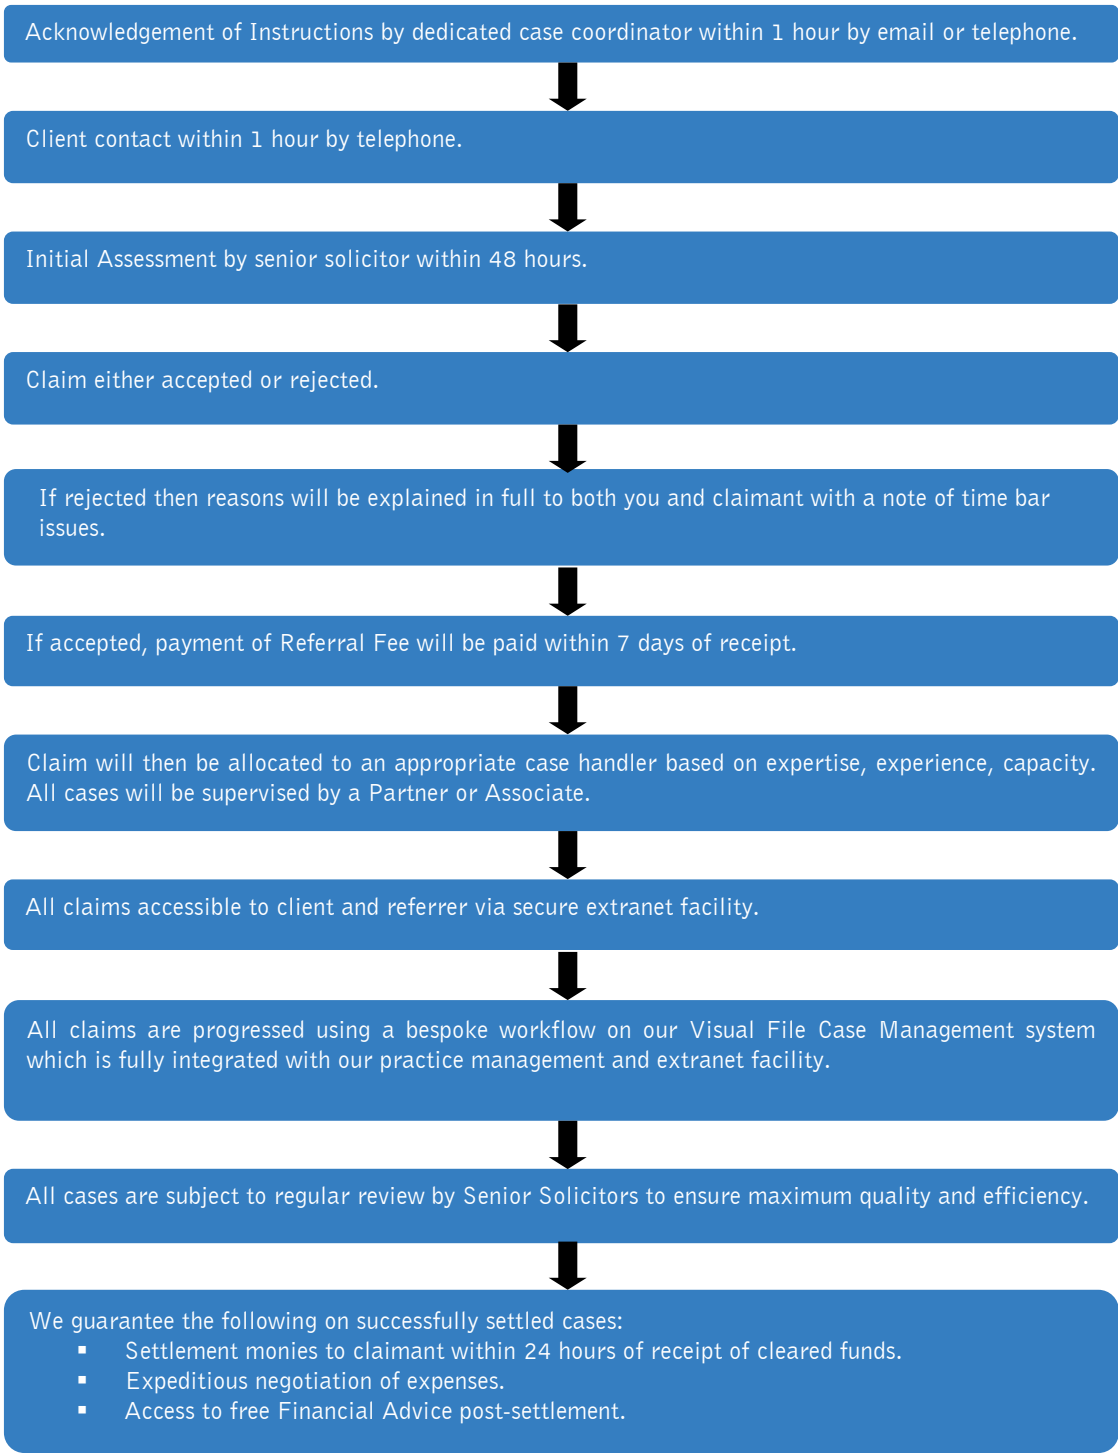 Acknowledgement of Instructions by dedicated case coordinator within 1 hour by email or telephone.
Client contact within 1 hour by telephone.
Initial Assessment by senior solicitor within 48 hours.
Claim either accepted or rejected.
If rejected then reasons will be explained in full to both you and claimant with a note of time bar
issues.
If accepted, payment of Referral Fee will be paid within 7 days of receipt.
Claim will then be allocated to an appropriate case handler based on expertise, experience, capacity.
All cases will be supervised by a Partner or Associate.
All claims accessible to client and referrer via secure extranet facility.
All claims are progressed using a bespoke workflow on our Visual File Case Management system
which is fully integrated with our practice management and extranet facility.
All cases are subject to regular review by Senior Solicitors to ensure maximum quality and efficiency.
We guarantee the following on successfully settled cases:
▪ Settlement monies to claimant within 24 hours of receipt of cleared funds.
▪ Expeditious negotiation of expenses.
▪ Access to free Financial Advice post-settlement.